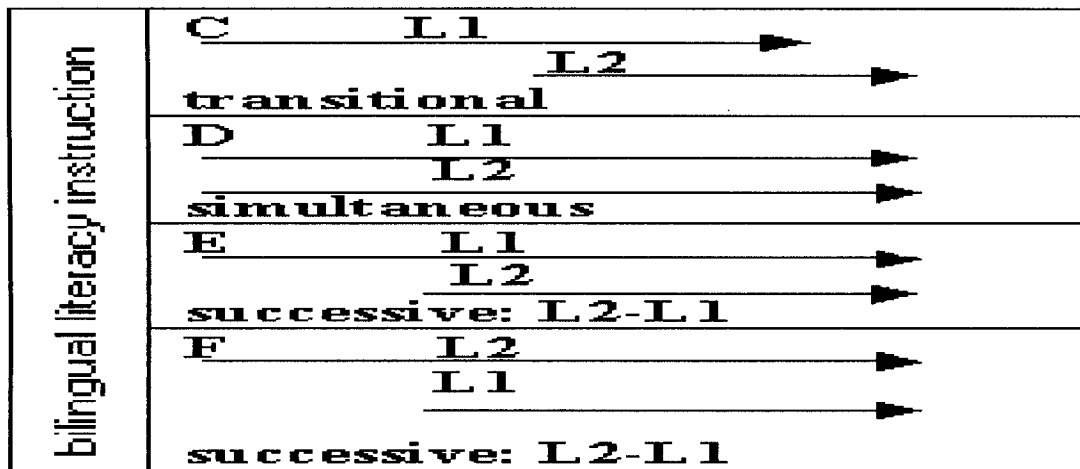 bilingual literacy instruction
C L1
L2
transitional
D L1
L2
simultaneous
E L1
L2
successive: L2-L1
F L2
L1
successive: L2-L1